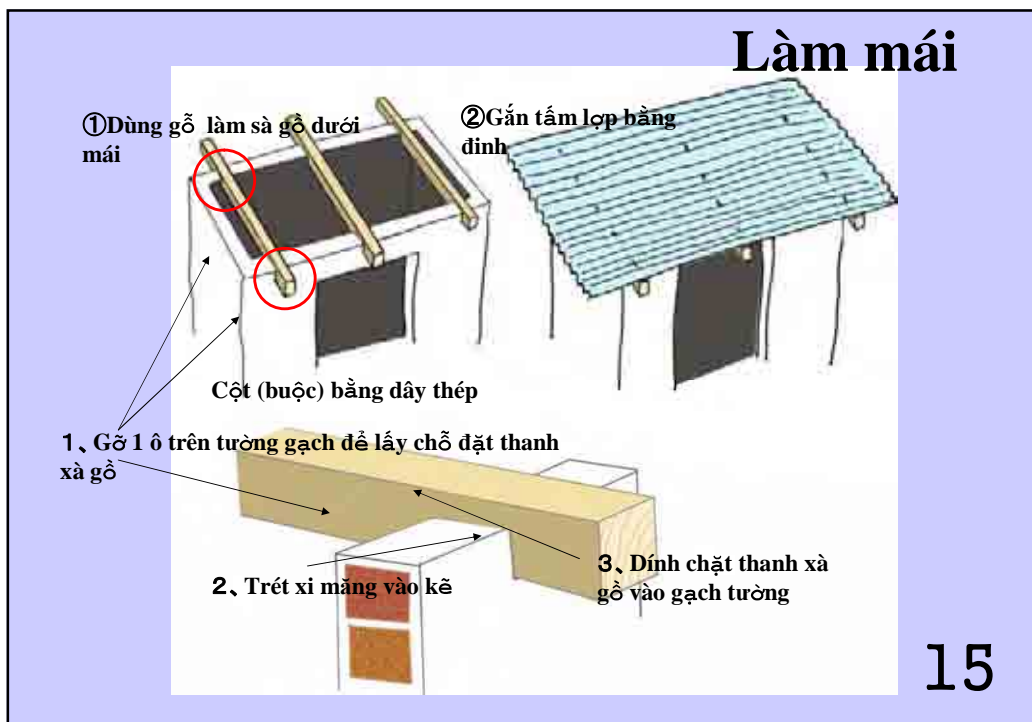 Làm mái
①Dùng gỗ làm sà gồ dưới
mái
②Gắn tấm lợp bằng
đinh
Cột (buộc) bằng dây thép
1、Gỡ 1 ô trên tường gạch để lấy chỗ đặt thanh
xà gồ
2、Trét xi măng vào kẽ
3、Dính chặt thanh xà
gồ vào gạch tường
15